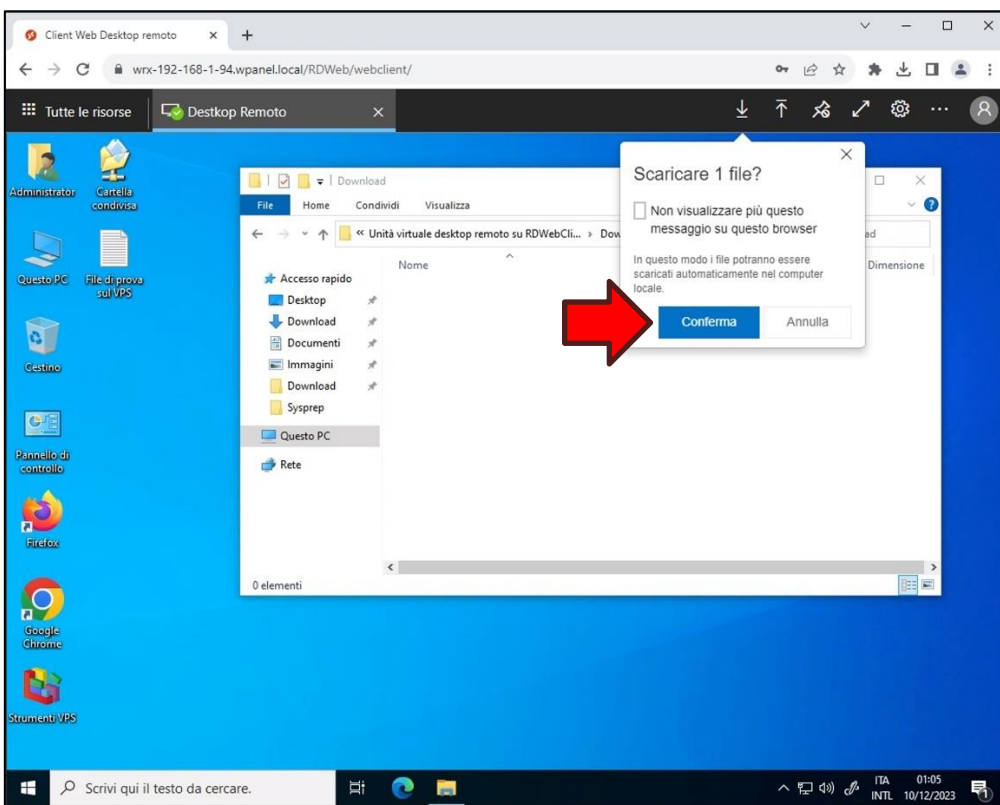 Client Web Desktop remoto
wrx-192-168-1-94.wpanel.local/RDWeb/webclient/
Tutte le risorse
Destkop Remoto
Scaricare 1 file?
Non visualizzare più questo
messaggio su questo browser
In questo modo i file potranno essere
scaricati automaticamente nel computer
locale.
Conferma
Annulla
Administrator
Cartella
condivisa
Questo PC
File di prova
sul VPS
Cestino
Pannello di
controllo
Firefox
Google
Chrome
Strumenti VPS
Download
File
Home
Condividi
Visualizza
« Unità virtuale desktop remoto su RDWebCli...
Nome
Dimensione
Accesso rapido
Desktop
Download
Documenti
Immagini
Download
Sysprep
Questo PC
Rete
0 elementi
Scrivi qui il testo da cercare.
ITA
INTL
01:05
10/12/2023